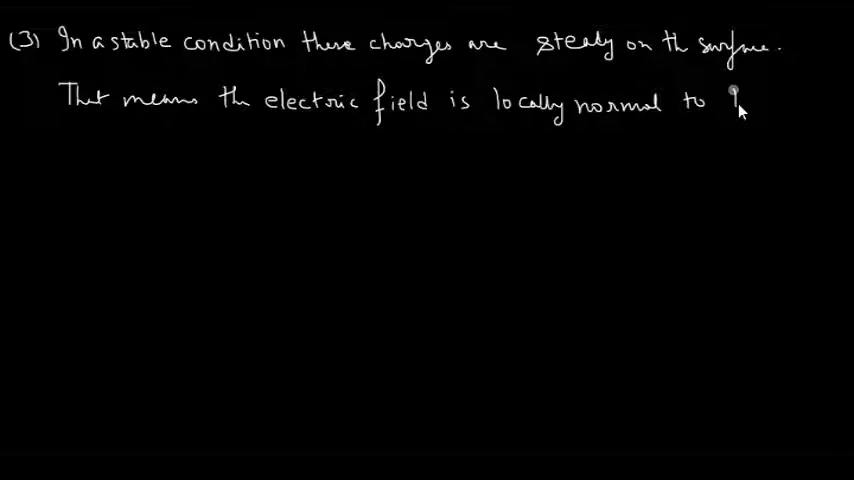 (3) In a stable condition these charges are steady on th surface.
That means the electric field is locally normal to